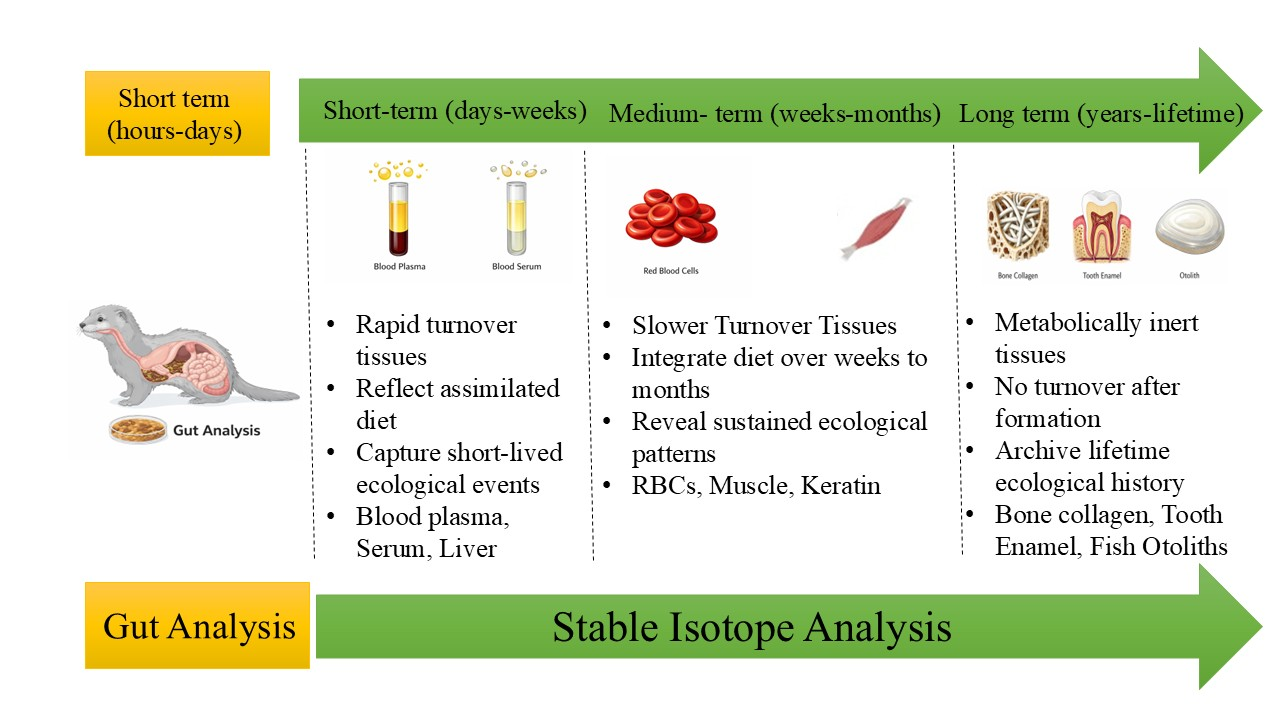 Short term
(hours-days)
Short-term (days-weeks)
Medium- term (weeks-months)
Long term (years-lifetime)
Gut Analysis
Blood Plasma
Blood Serum
• Rapid turnover
tissues
• Reflect assimilated
diet
• Capture short-lived
ecological events
• Blood plasma,
Serum, Liver
Red Blood Cells
• Slower Turnover Tissues
• Integrate diet over weeks to
months
• Reveal sustained ecological
patterns
• RBCs, Muscle, Keratin
Bone Collagen
Tooth Enamel
Otolith
• Metabolically inert
tissues
• No turnover after
formation
• Archive lifetime
ecological history
• Bone collagen, Tooth
Enamel, Fish Otoliths
Gut Analysis
Stable Isotope Analysis